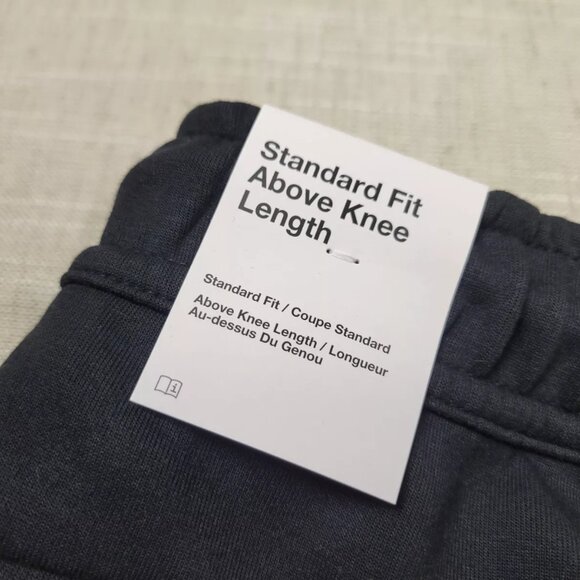 Standard Fit
Above Knee
Length
Standard Fit / Coupe Standard
Above Knee Length / Longueur
Au-dessus Du Genou
i